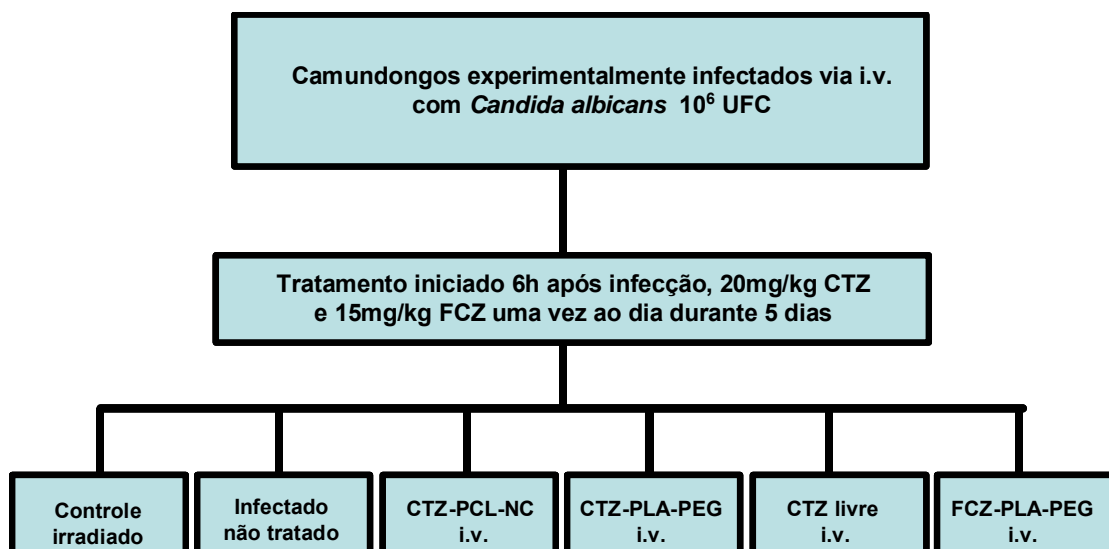 Camundongos experimentalmente infectados via i.v.
com Candida albicans 10⁶ UFC
Tratamento iniciado 6h após infecção, 20mg/kg CTZ
e 15mg/kg FCZ uma vez ao dia durante 5 dias
Controle
irradiado
Infectado
não tratado
CTZ-PCL-NC
i.v.
CTZ-PLA-PEG
i.v.
CTZ livre
i.v.
FCZ-PLA-PEG
i.v.